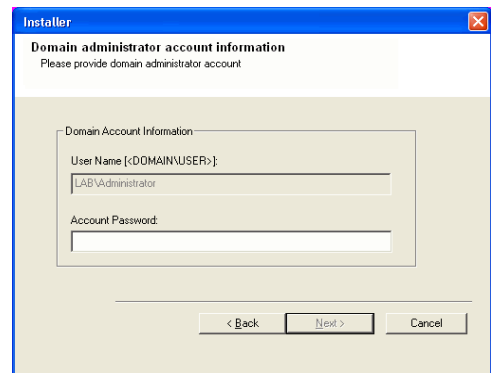 Installer
Domain administrator account information
Please provide domain administrator account
Domain Account Information
User Name [<DOMAIN\USER>]:
LAB\Administrator
Account Password:
< Back
Next >
Cancel